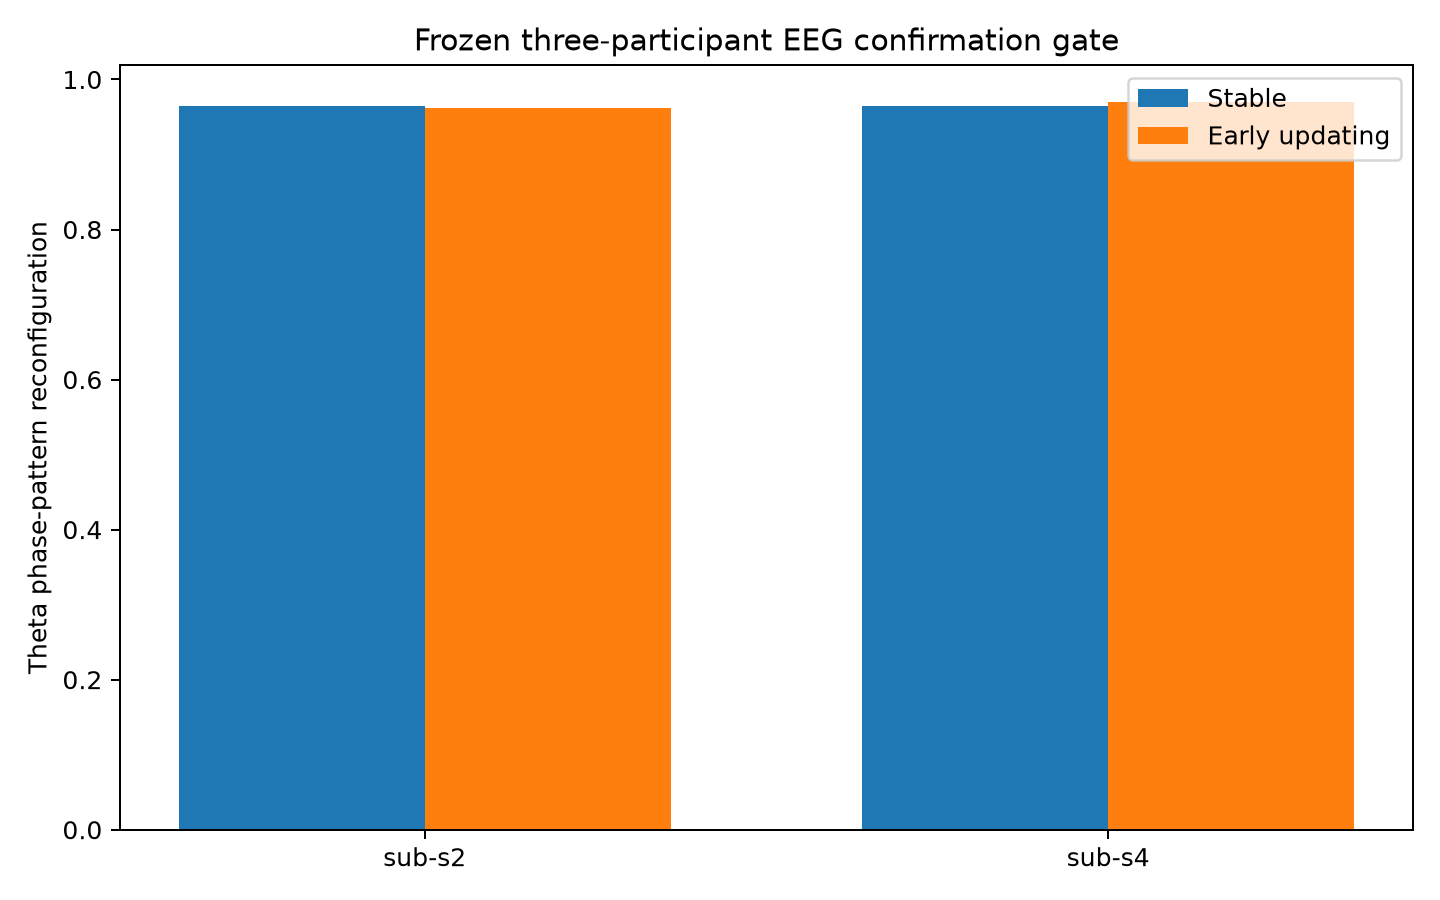 Frozen three-participant EEG confirmation gate
Theta phase-pattern reconfiguration
1.0
0.8
0.6
0.4
0.2
0.0
Stable
Early updating
sub-s2
sub-s4